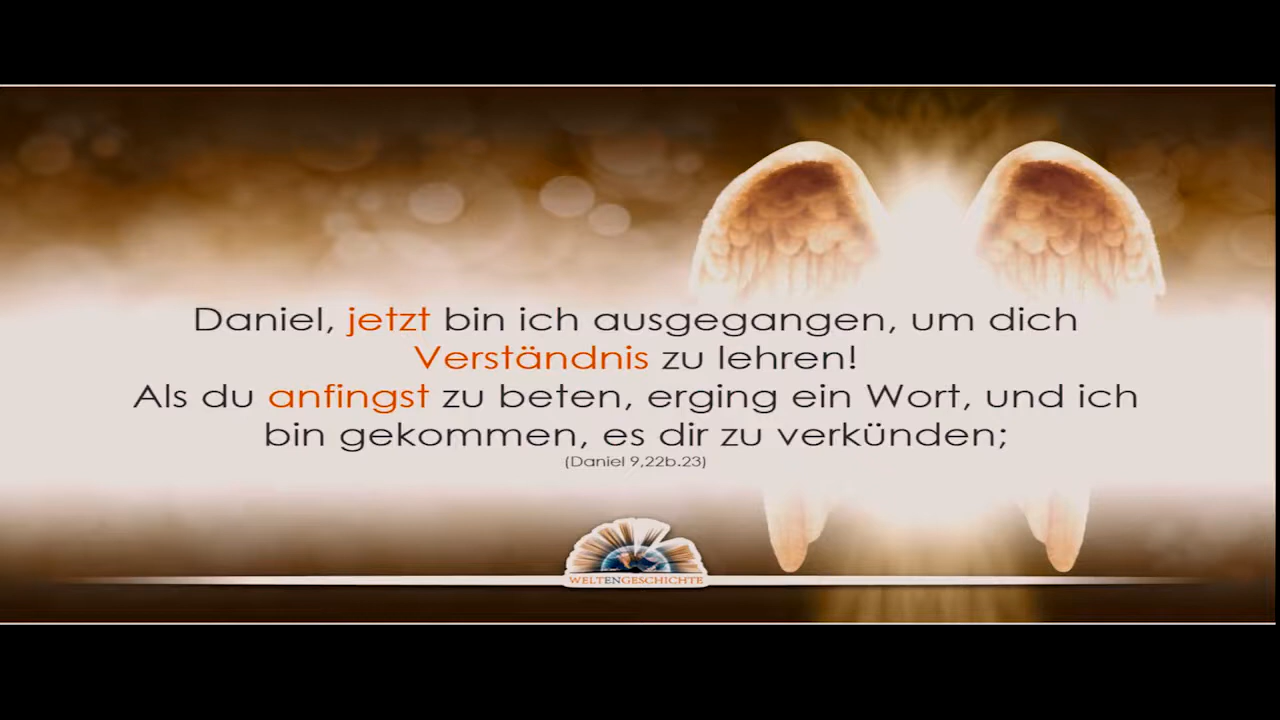 Daniel, jetzt bin ich ausgegangen, um dich
Verständnis zu lehren!
Als du anfingst zu beten, erging ein Wort, und ich
bin gekommen, es dir zu verkünden;
(Daniel 9,22b.23)
WELTENGESCHICHTE